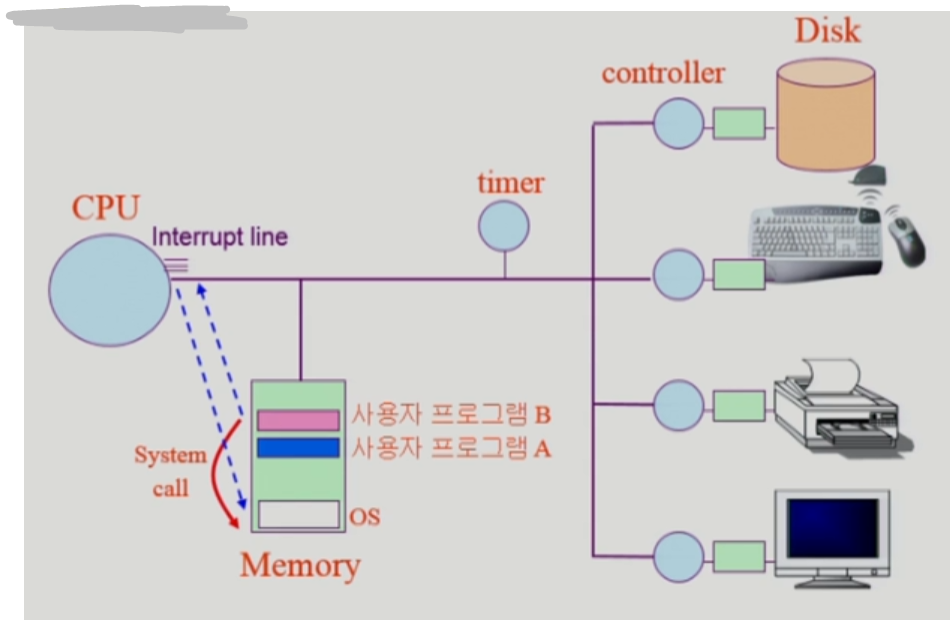 Disk
controller
timer
CPU
Interrupt line
사용자 프로그램 B
사용자 프로그램 A
System
call
OS
Memory